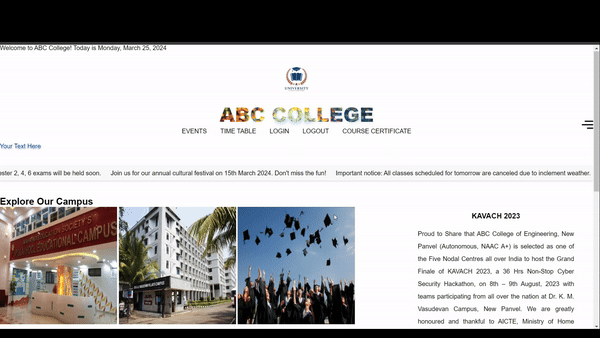 Welcome to ABC College! Today is Monday, March 25, 2024
UNIVERSITY
ABC COLLEGE
EVENTS TIME TABLE LOGIN LOGOUT COURSE CERTIFICATE
Your Text Here
ester 2, 4, 6 exams will be held soon. Join us for our annual cultural festival on 15th March 2024. Don't miss the fun! Important notice: All classes scheduled for tomorrow are canceled due to inclement weather.
Explore Our Campus
EDUCATIONAL CAMPUS
KAVACH 2023
Proud to Share that ABC College of Engineering, New
Panvel (Autonomous, NAAC A+) is selected as one of
the Five Nodal Centres all over India to host the Grand
Finale of KAVACH 2023, a 36 Hrs Non-Stop Cyber
Security Hackathon, on 8th – 9th August, 2023 with
teams participating from all over the nation at Dr. K. M.
Vasudevan Campus, New Panvel. We are greatly
honoured and thankful to AICTE, Ministry of Home